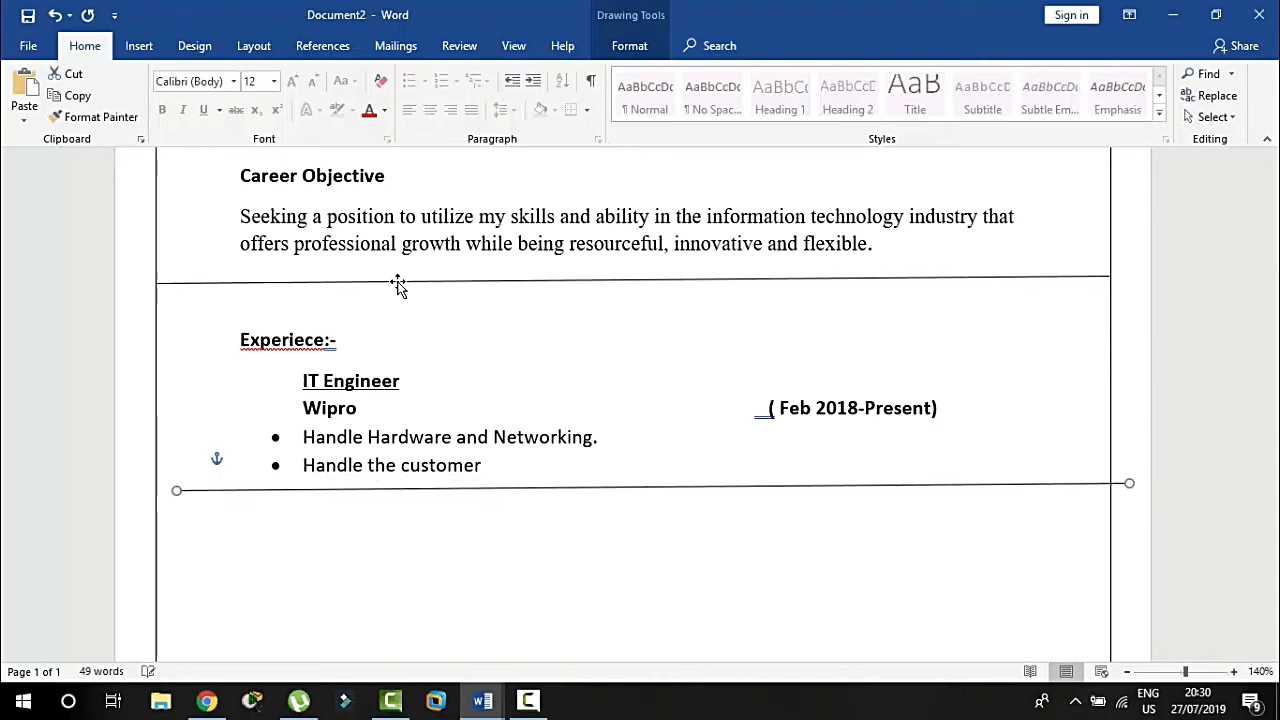 Document2 - Word
Drawing Tools
Sign in
File
Home
Insert
Design
Layout
References
Mailings
Review
View
Help
Format
Search
Share
Paste
Cut
Copy
Format Painter
Clipboard
Calibri (Body)
12
Font
Paragraph
AaBbCcDc
¶ Normal
AaBbCcDc
¶ No Spac...
AaBbCc
Heading 1
AaBbCcD
Heading 2
AaB
Title
AaBbCcD
Subtitle
AaBbCcDc
Subtle Em...
AaBbCcDc
Emphasis
Styles
Find
Replace
Select
Editing
Career Objective
Seeking a position to utilize my skills and ability in the information technology industry that
offers professional growth while being resourceful, innovative and flexible.
Experiece:-
IT Engineer
Wipro ( Feb 2018-Present)
• Handle Hardware and Networking.
• Handle the customer
Page 1 of 1
49 words
140%
ENG
US
20:30
27/07/2019
9